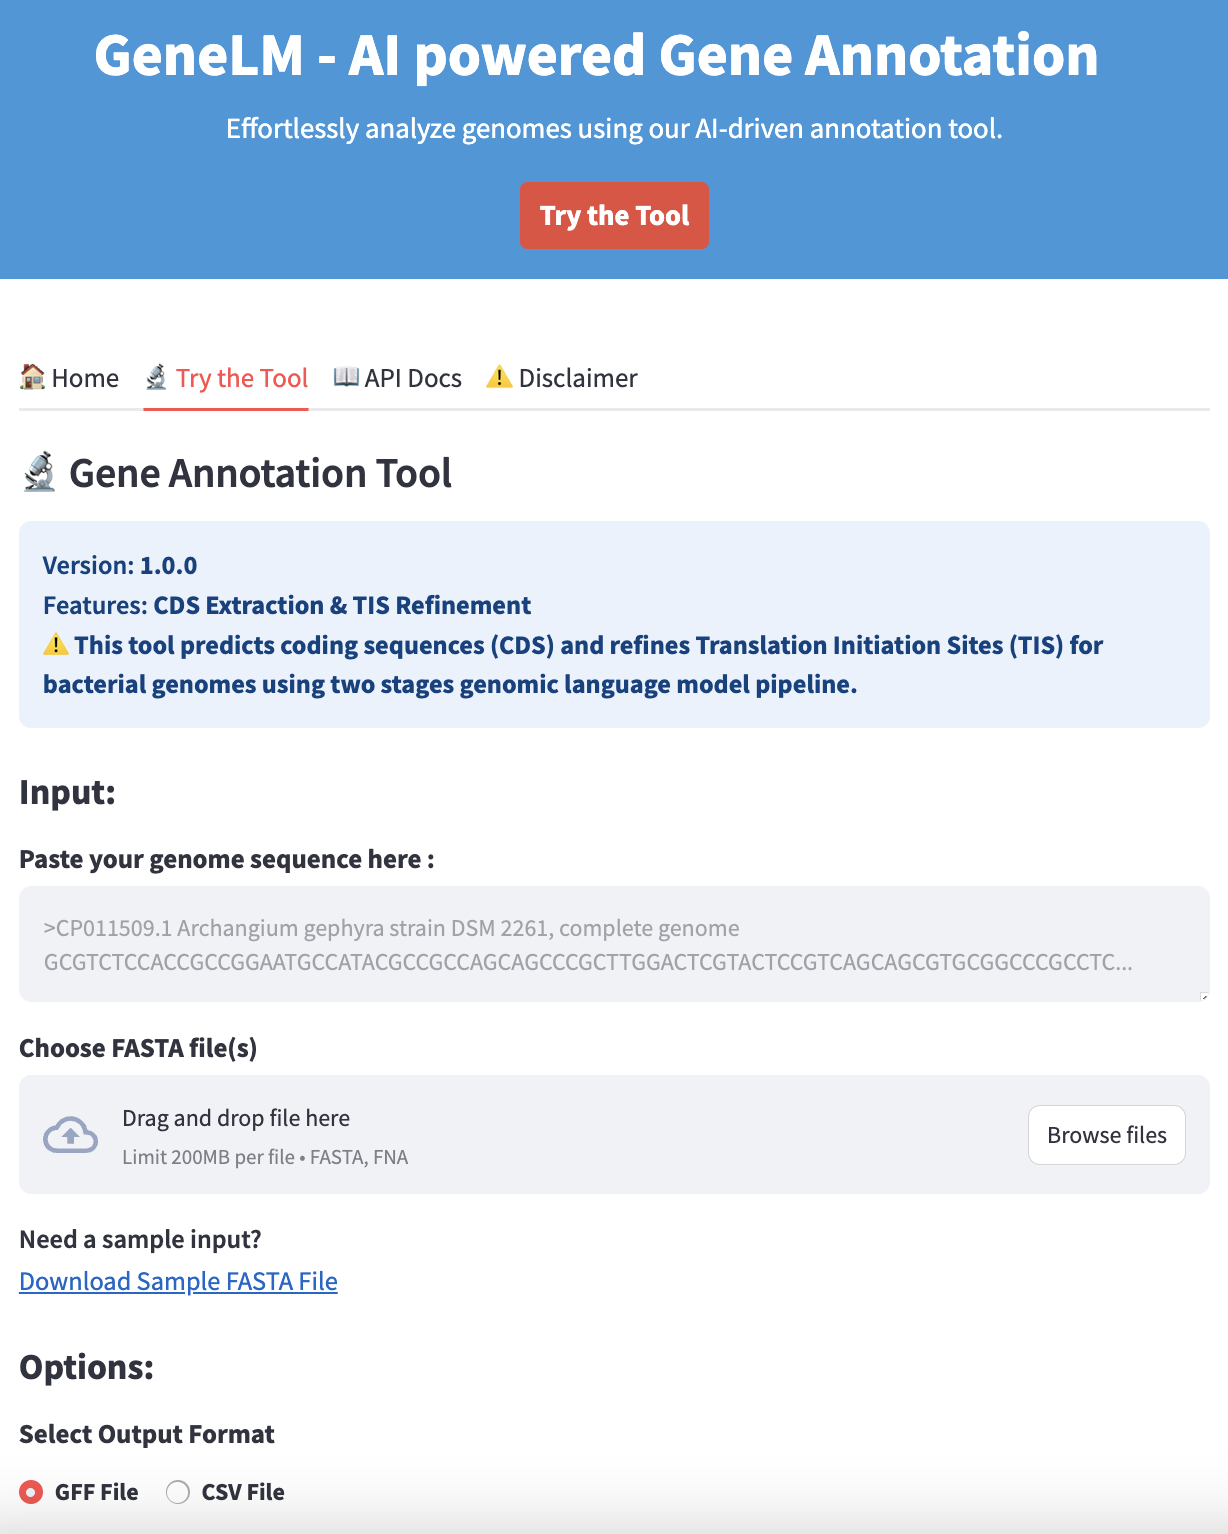 GeneLM - AI powered Gene Annotation
Effortlessly analyze genomes using our AI-driven annotation tool.
Try the Tool
Home Try the Tool API Docs Disclaimer
Gene Annotation Tool
Version: 1.0.0
Features: CDS Extraction & TIS Refinement
This tool predicts coding sequences (CDS) and refines Translation Initiation Sites (TIS) for
bacterial genomes using two stages genomic language model pipeline.
Input:
Paste your genome sequence here :
>CP011509.1 Archangium gephyra strain DSM 2261, complete genome
GCGTCTCCACCGCCGGAATGCCATACGCCGCCAGCAGCCCGCTTGGACTCGTACTCCGTCAGCAGCGTGCGGCCCGCCTC...
Choose FASTA file(s)
Drag and drop file here
Limit 200MB per file • FASTA, FNA
Browse files
Need a sample input?
Download Sample FASTA File
Options:
Select Output Format
GFF File CSV File